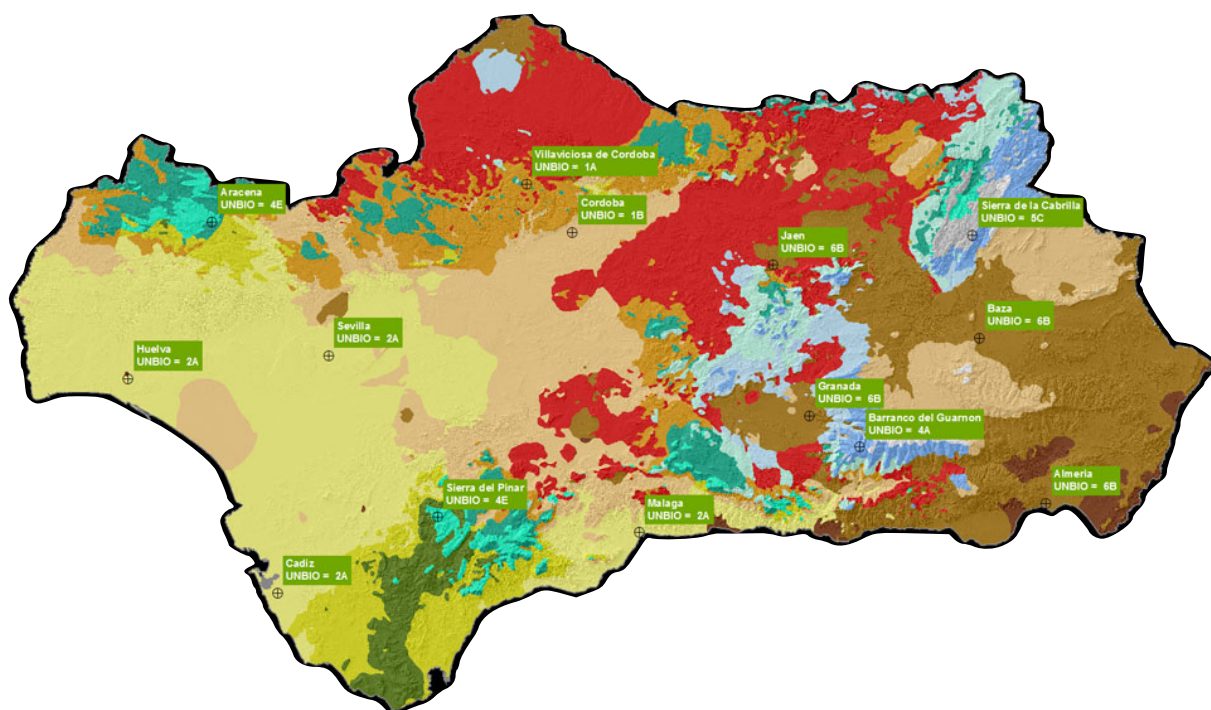 Villaviciosa de Cordoba
UNBIO = 1A
Aracena
UNBIO = 4E
Cordoba
UNBIO = 1B
Sierra de la Cabrilla
UNBIO = 5C
Jaen
UNBIO = 6B
Baza
UNBIO = 6B
Sevilla
UNBIO = 2A
Huelva
UNBIO = 2A
Granada
UNBIO = 6B
Barranco del Guarnon
UNBIO = 4A
Almeria
UNBIO = 6B
Sierra del Pinar
UNBIO = 4E
Malaga
UNBIO = 2A
Cadiz
UNBIO = 2A